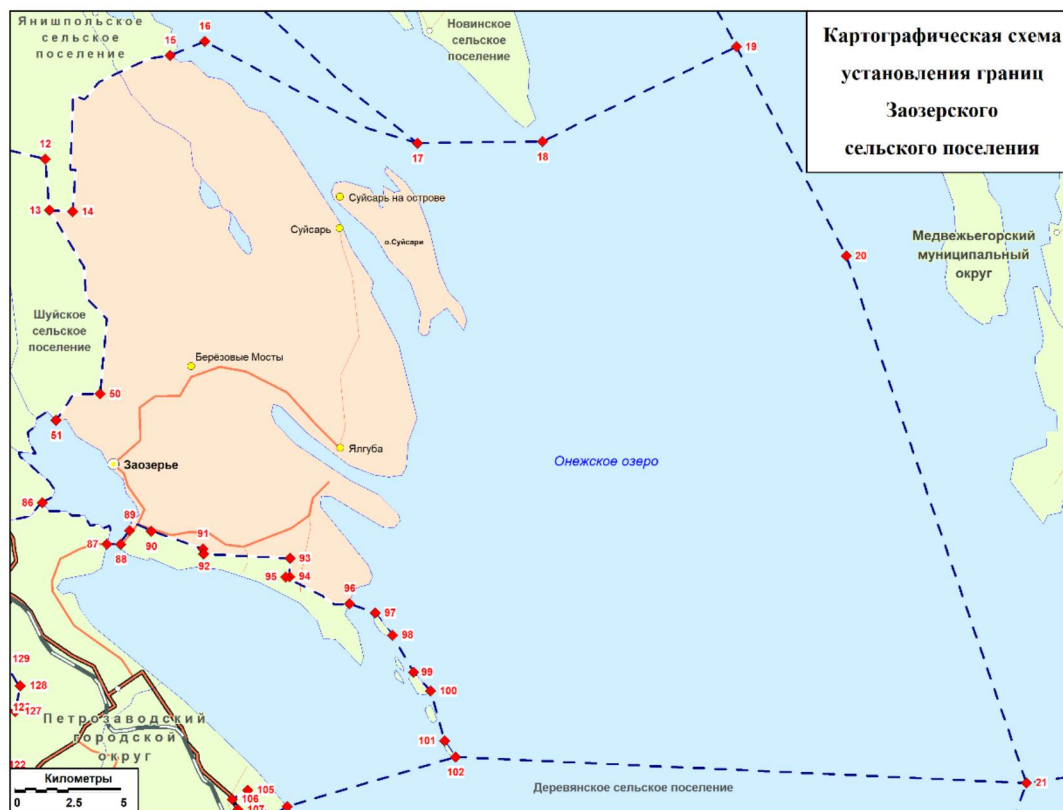 Картографическая схема
установления границ
Заозерского
сельского поселения
Янишпольское
сельское
поселение
Новинское
сельское
поселение
16
15
19
17
18
12
13
14
Суйсарь на острове
Суйсарь
о.Суйсари
20
Медвежьегорский
муниципальный
округ
Шуйское
сельское
поселение
Берёзовые Мосты
50
51
Ялгуба
Заозерье
Онежское озеро
86
89
87
88
90
91
92
93
95
94
96
97
98
99
100
129
128
127
Петрозаводский
городской
округ
101
102
122
Километры
0 2.5 5
105
106
107
Деревянское сельское поселение
21